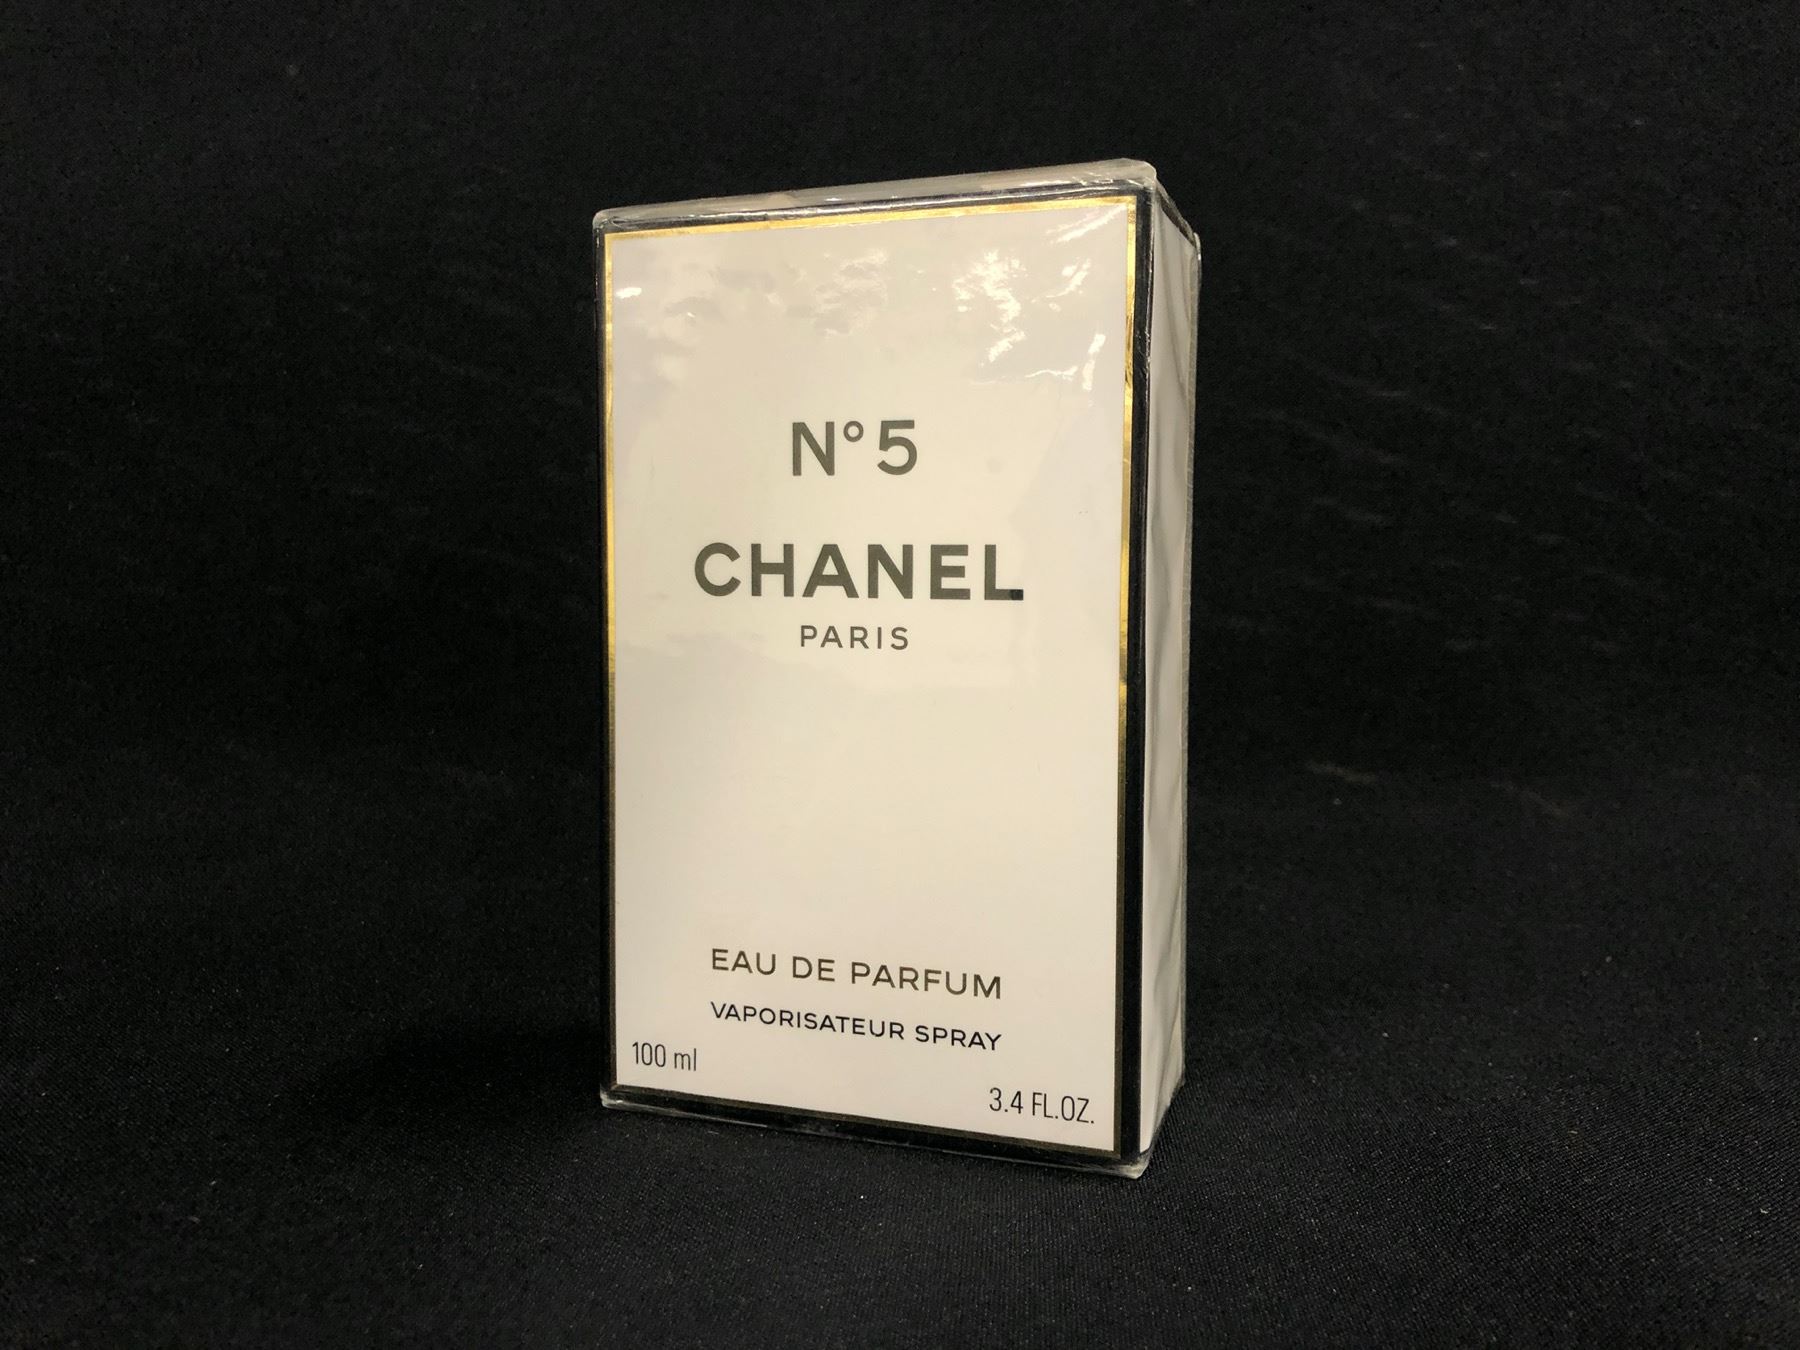 N°5
CHANEL
PARIS
EAU DE PARFUM
VAPORISATEUR SPRAY
100 ml
3.4 FL.OZ.